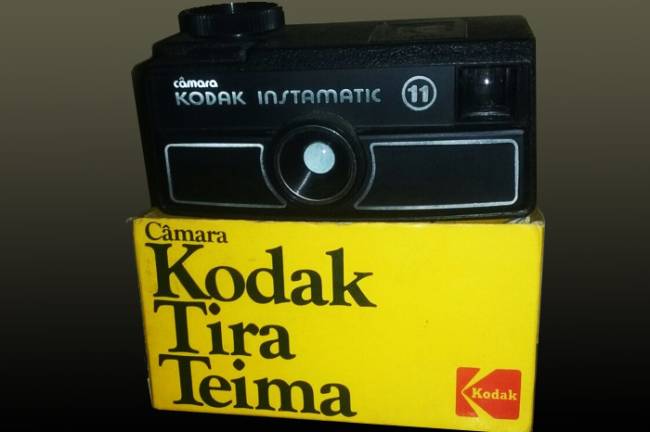 câmara
KODAK INSTAMATIC 11
Câmara
Kodak
Tira
Teima
Kodak